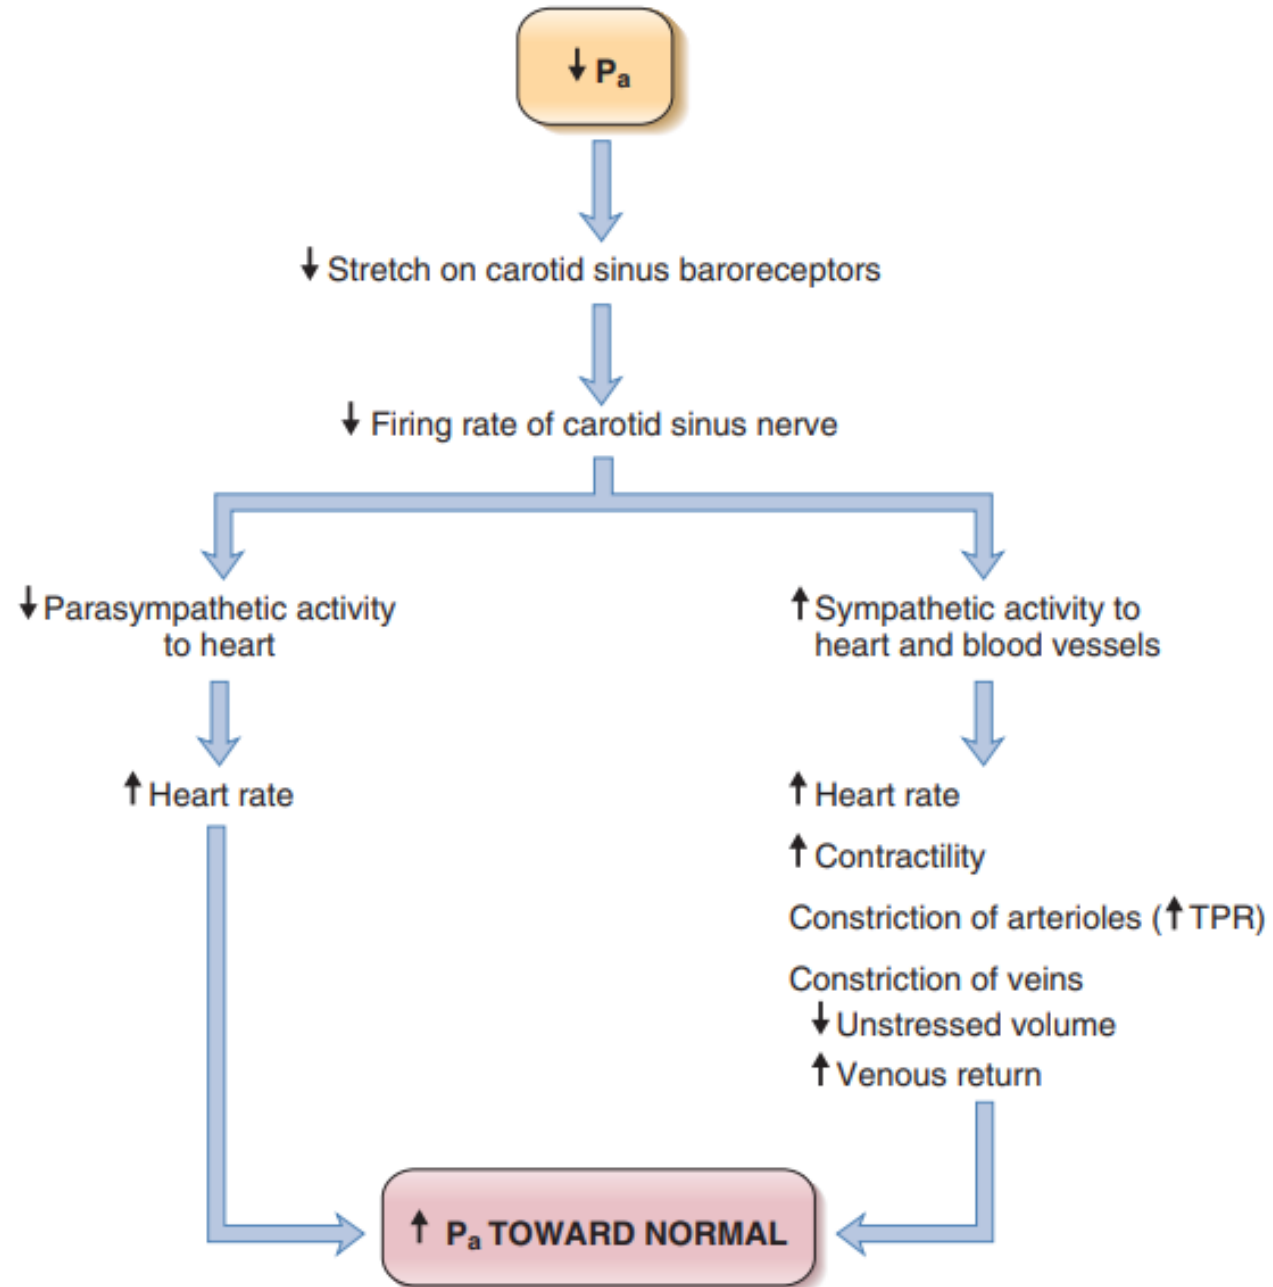 ↓ Pa
↓ Stretch on carotid sinus baroreceptors
↓ Firing rate of carotid sinus nerve
↓ Parasympathetic activity
to heart
↑ Sympathetic activity to
heart and blood vessels
↑ Heart rate
↑ Heart rate
↑ Contractility
Constriction of arterioles (↑ TPR)
Constriction of veins
↓ Unstressed volume
↑ Venous return
↑ Pa TOWARD NORMAL